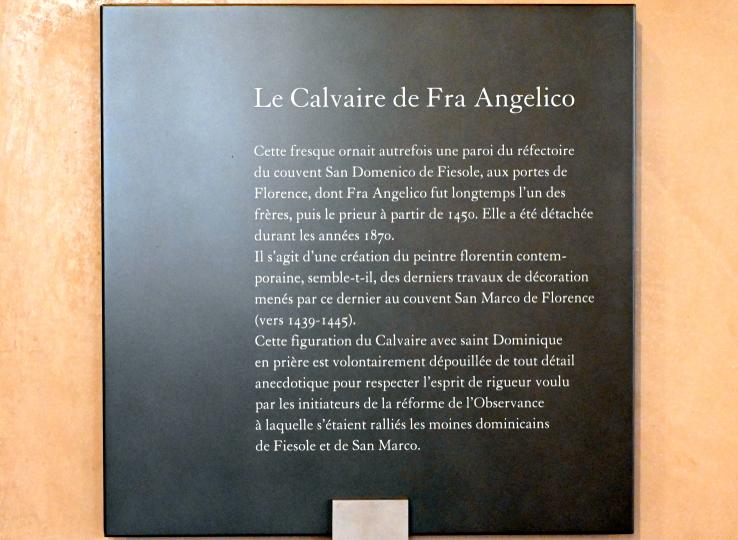 Le Calvaire de Fra Angelico
Cette fresque ornait autrefois une paroi du réfectoire
du couvent San Domenico de Fiesole, aux portes de
Florence, dont Fra Angelico fut longtemps l'un des
frères, puis le prieur à partir de 1450. Elle a été détachée
durant les années 1870.
Il s'agit d'une création du peintre florentin contem-
poraine, semble-t-il, des derniers travaux de décoration
menés par ce dernier au couvent San Marco de Florence
(vers 1439-1445).
Cette figuration du Calvaire avec saint Dominique
en prière est volontairement dépouillée de tout détail
anecdotique pour respecter l'esprit de rigueur voulu
par les initiateurs de la réforme de l'Observance
à laquelle s'étaient ralliés les moines dominicains
de Fiesole et de San Marco.